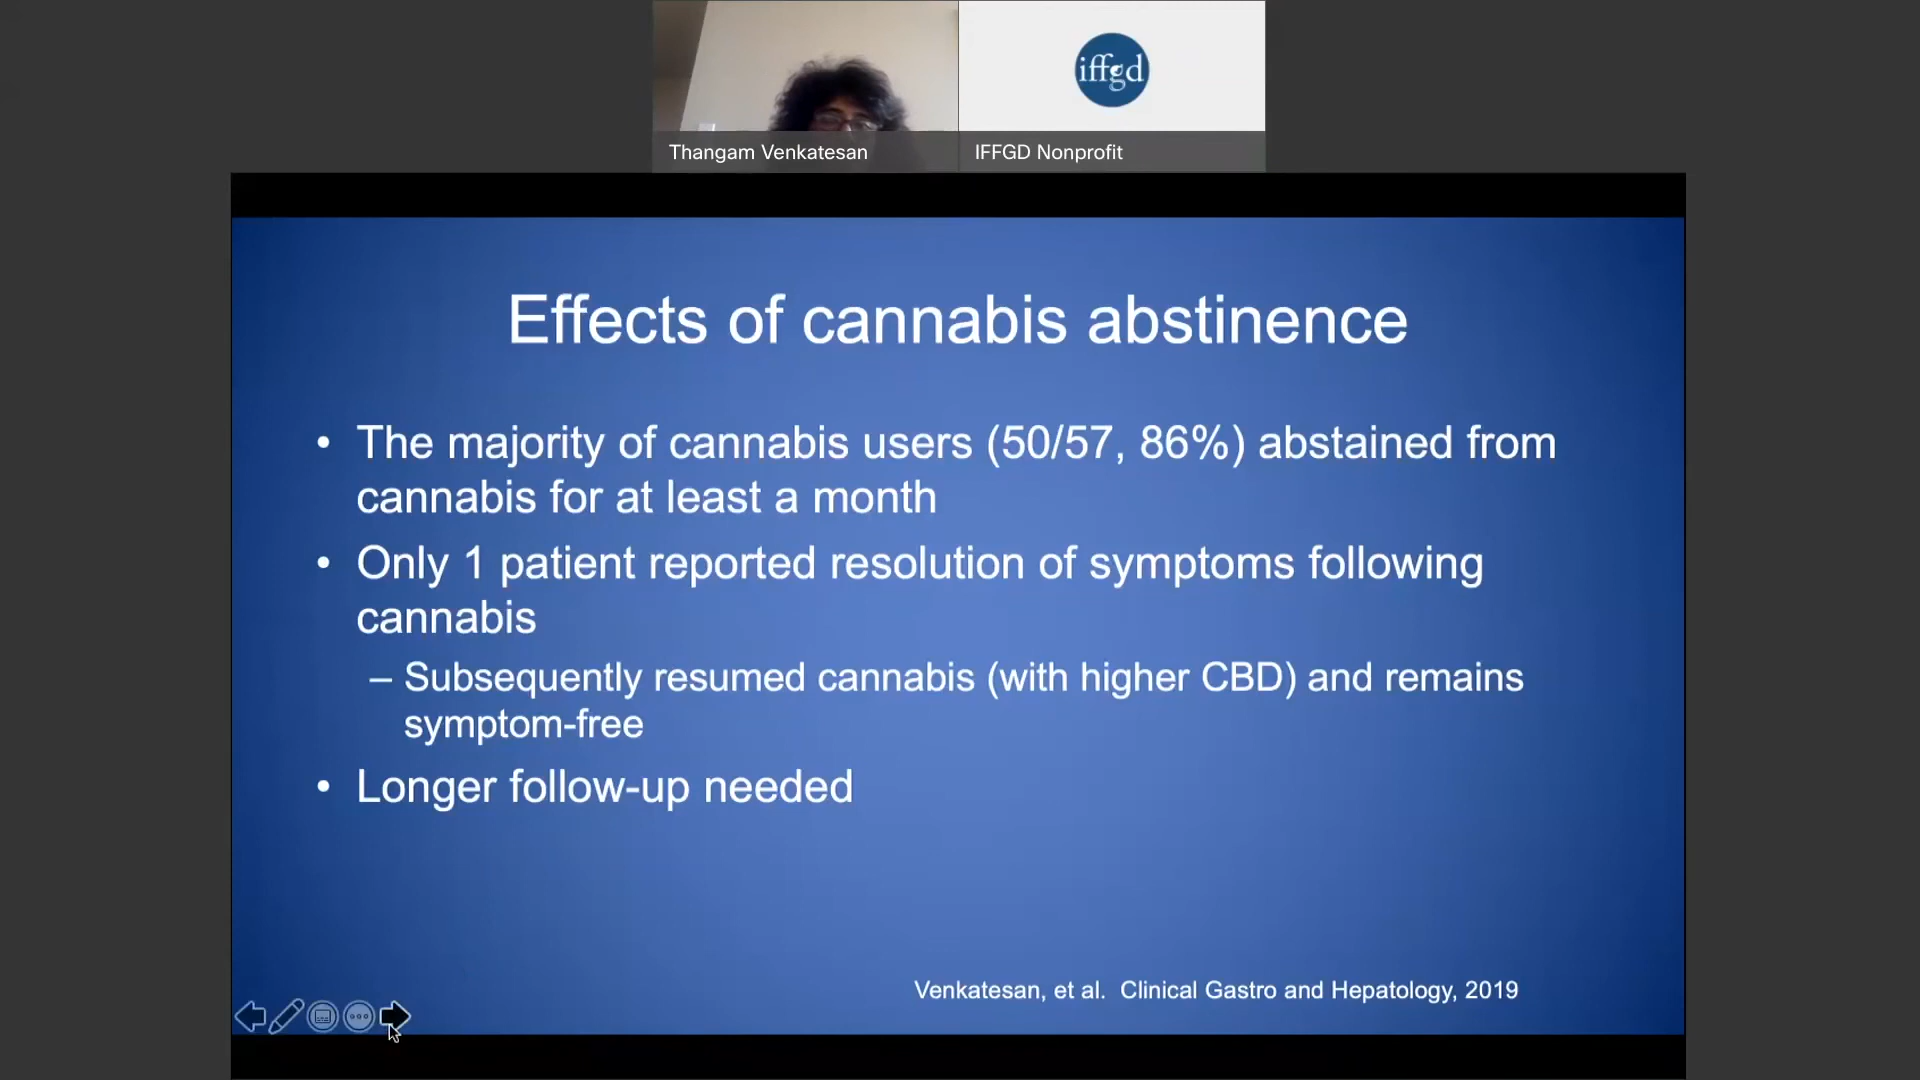 iffgd
Thangam Venkatesan
IFFGD Nonprofit
Effects of cannabis abstinence
• The majority of cannabis users (50/57, 86%) abstained from
cannabis for at least a month
• Only 1 patient reported resolution of symptoms following
cannabis
– Subsequently resumed cannabis (with higher CBD) and remains
symptom-free
• Longer follow-up needed
Venkatesan, et al. Clinical Gastro and Hepatology, 2019